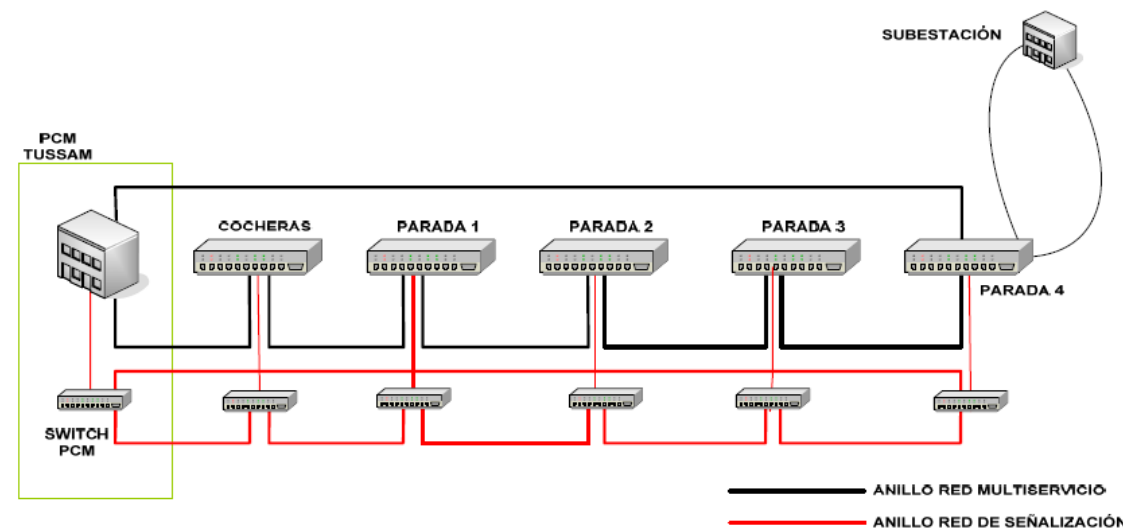 SUBESTACIÓN
PCM
TUSSAM
COCHERAS
PARADA 1
PARADA 2
PARADA 3
PARADA 4
SWITCH
PCM
ANILLO RED MULTISERVICIO
ANILLO RED DE SEÑALIZACIÓN